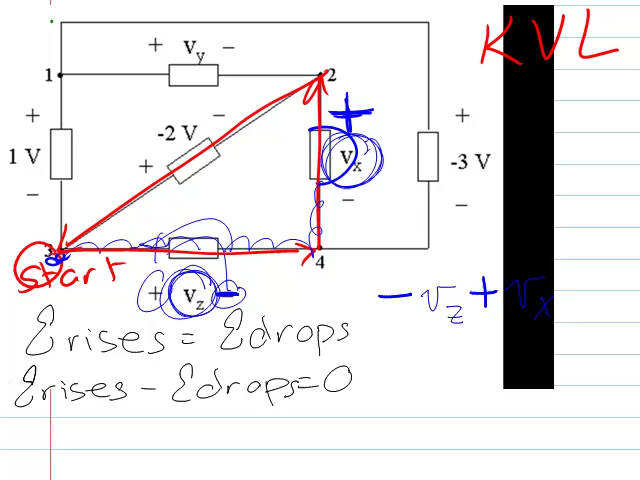 KVL
+ vy −
1
2
+
−
+
+
-2 V
1 V
+
vx
-3 V
−
−
−
3
4
start
+ vz −
− vz + vx
Σrises = Σdrops
Σrises − Σdrops = 0